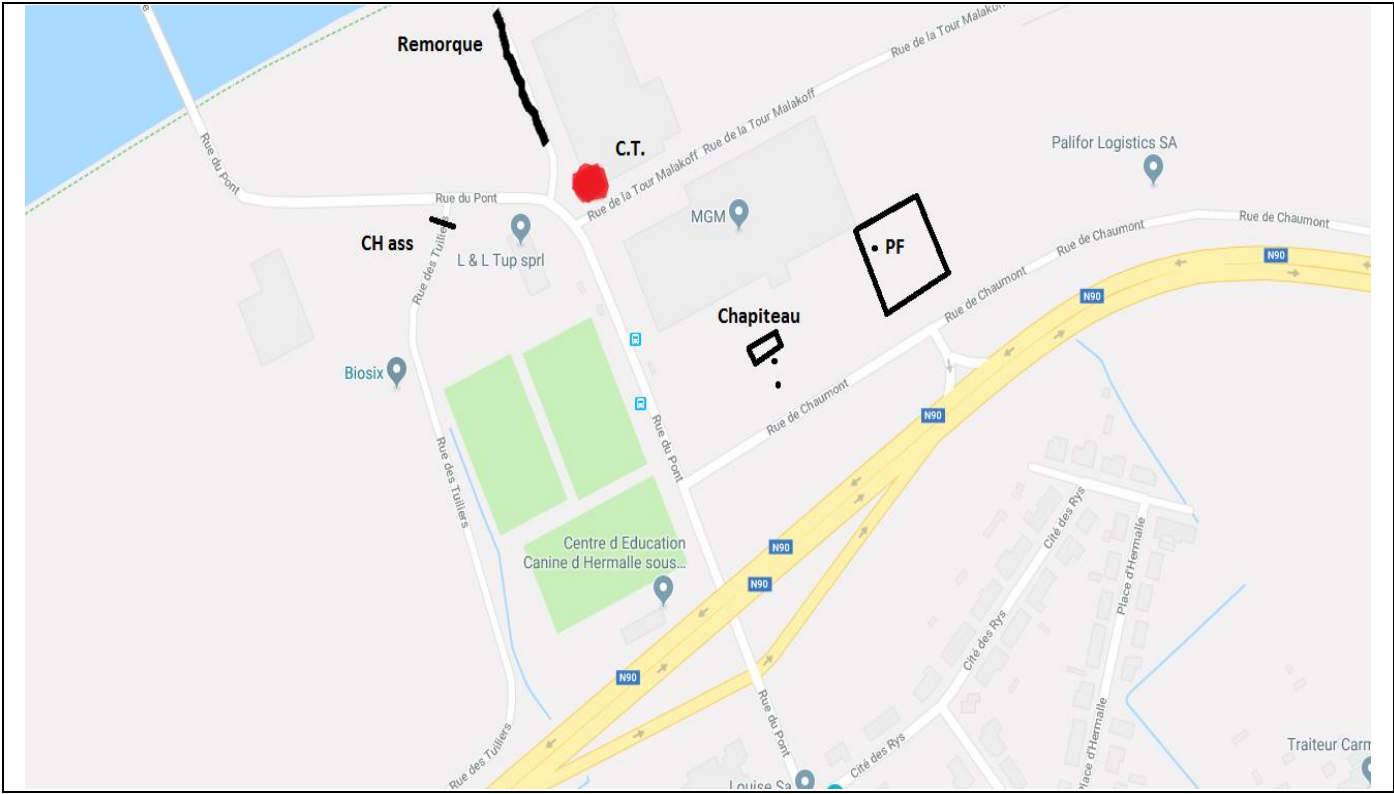 Remorque
Rue de la Tour Malakoff
C.T.
Rue de la Tour Malakoff
Rue de la Tour Malakoff
Palifor Logistics SA
Rue du Pont
Rue du Pont
MGM
PF
Rue de Chaumont
Rue de Chaumont
N90
CH ass
Rue des Tuiliers
L & L Tup sprl
Rue de Chaumont
N90
Chapiteau
Biosix
Rue de Chaumont
N90
Rue du Pont
Rue des Tuiliers
Cité des Rys
Centre d Education
Canine d Hermalle sous...
N90
N90
Place d'Hermalle
Cité des Rys
N90
Rue du Pont
Rue des Tuiliers
Cité des Rys
Place d'Hermalle
Traiteur Carm
Louise Sa